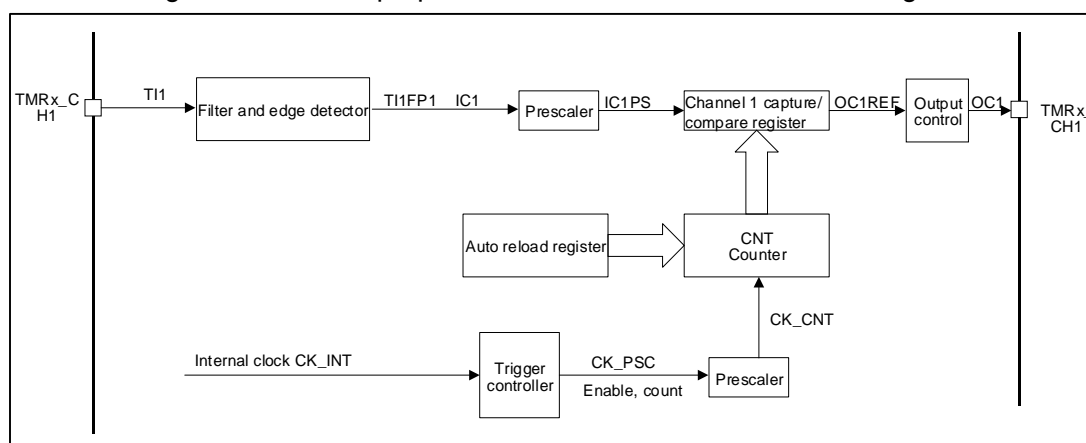 TMRx_C
H1
TI1
Filter and edge detector
TI1FP1
IC1
Prescaler
IC1PS
Channel 1 capture/
compare register
OC1REF
Output
control
OC1
TMRx_
CH1
Auto reload register
CNT
Counter
CK_CNT
Internal clock CK_INT
Trigger
controller
CK_PSC
Enable, count
Prescaler